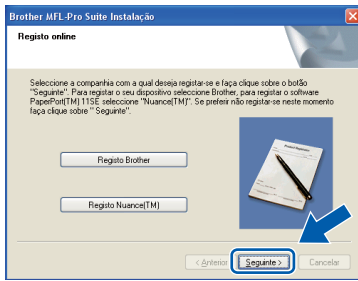 Brother MFL-Pro Suite Instalação
Registo online
Seleccione a companhia com a qual deseja registar-se e faça clique sobre o botão
"Seguinte". Para registar o seu dispositivo seleccione Brother, para registar o software
PaperPort(TM) 11SE seleccione "Nuance(TM)". Se preferir não registar-se neste momento
faça clique sobre " Seguinte".
Registo Brother
Registo Nuance(TM)
< Anterior
Seguinte >
Cancelar